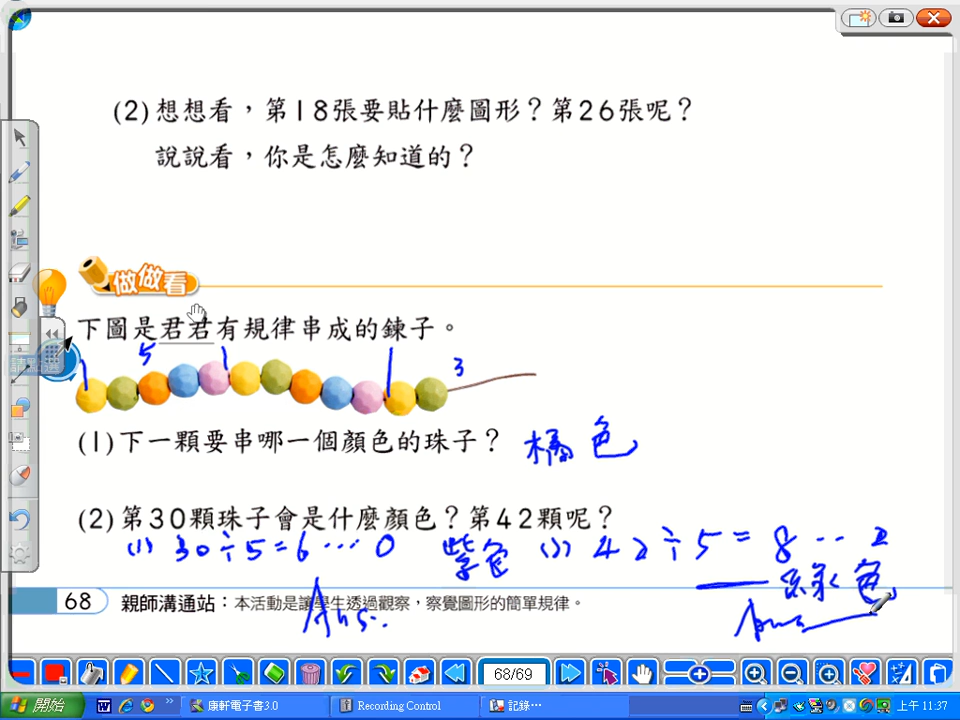 (2)想想看，第18張要貼什麼圖形？第26張呢？
說說看，你是怎麼知道的？
做做看
下圖是君君有規律串成的鍊子。
5
1
3
(1)下一顆要串哪一個顏色的珠子？ 橘色
(2)第30顆珠子會是什麼顏色？第42顆呢？
(1) 30÷5=6…0 紫色 (2) 42÷5=8…2
綠色
68 親師溝通站：本活動是讓學生透過觀察，察覺圖形的簡單規律。
Ans:
Ans
68/69
開始
康軒電子書3.0
Recording Control
記錄…
上午 11:37